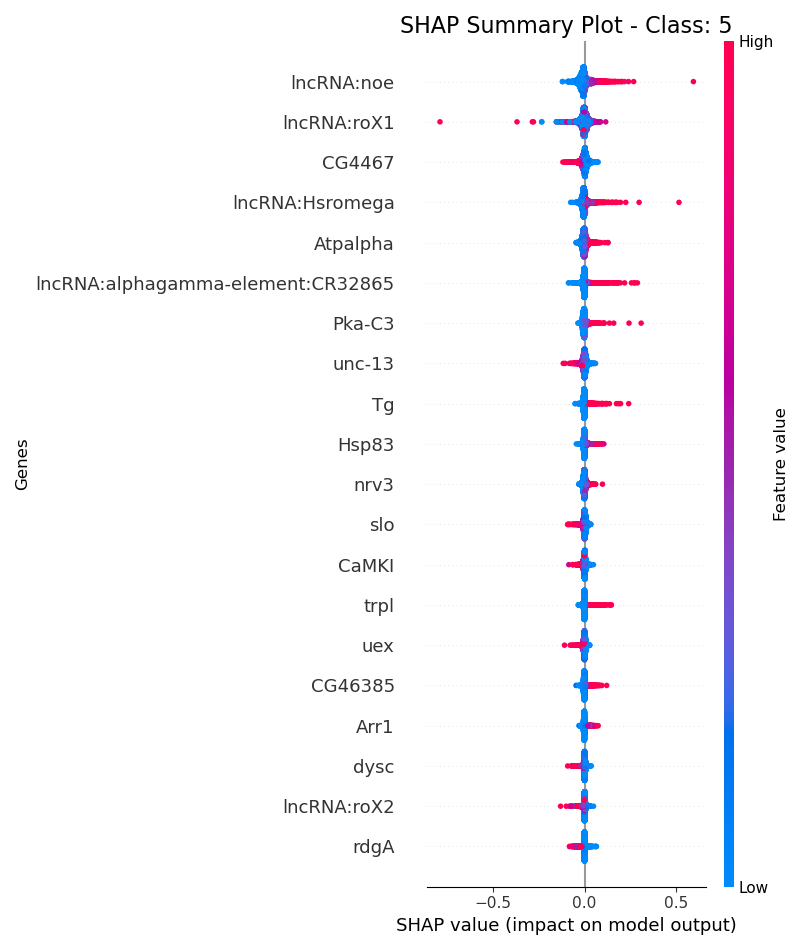 SHAP Summary Plot - Class: 5
High
lncRNA:noe
lncRNA:roX1
CG4467
lncRNA:Hsromega
Atpalpha
lncRNA:alphagamma-element:CR32865
Pka-C3
unc-13
Tg
Hsp83
nrv3
slo
CaMKI
trpl
uex
CG46385
Arr1
dysc
lncRNA:roX2
rdgA
Genes
Feature value
Low
−0.5
0.0
0.5
SHAP value (impact on model output)